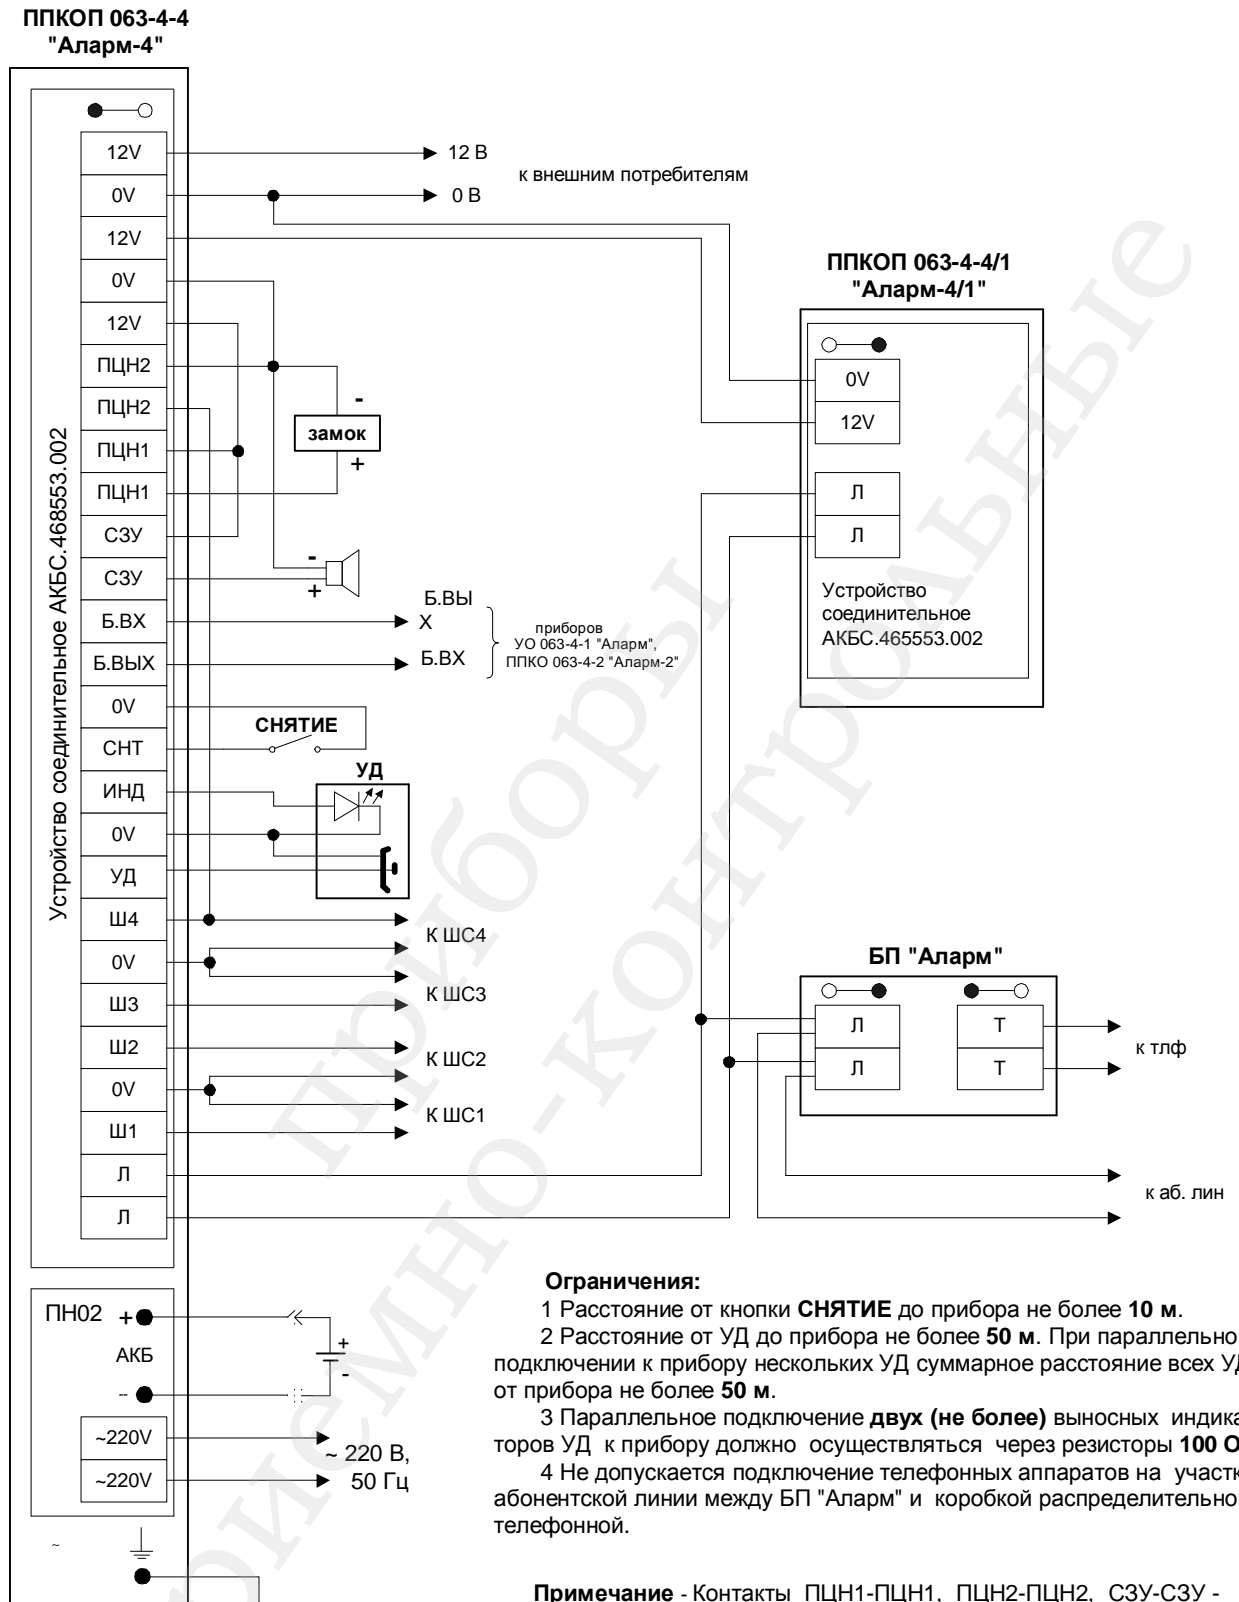 ППКОП 063-4-4
"Аларм-4"
12V
0V
12V
0V
12V
ПЦН2
ПЦН2
ПЦН1
ПЦН1
СЗУ
СЗУ
Б.ВХ
Б.ВЫХ
0V
СНТ
ИНД
0V
УД
Ш4
0V
Ш3
Ш2
0V
Ш1
Л
Л
Устройство соединительное АКБС.468553.002
12 В
0 В
к внешним потребителям
-
замок
+
-
+
Б.ВЫ
Х
Б.ВХ
приборов
УО 063-4-1 "Аларм",
ППКО 063-4-2 "Аларм-2"
СНЯТИЕ
УД
К ШС4
К ШС3
К ШС2
К ШС1
ППКОП 063-4-4/1
"Аларм-4/1"
0V
12V
Л
Л
Устройство
соединительное
АКБС.465553.002
БП "Аларм"
Л
Л
Т
Т
к тлф
к аб. лин
ПН02
+
АКБ
--
+
-
~220V
~220V
~ 220 В,
50 Гц
~
Ограничения:
1 Расстояние от кнопки СНЯТИЕ до прибора не более 10 м.
2 Расстояние от УД до прибора не более 50 м. При параллельно
подключении к прибору нескольких УД суммарное расстояние всех УД
от прибора не более 50 м.
3 Параллельное подключение двух (не более) выносных индика
торов УД к прибору должно осуществляться через резисторы 100 О
4 Не допускается подключение телефонных аппаратов на участк
абонентской линии между БП "Аларм" и коробкой распределительно
телефонной.
Примечание - Контакты ПЦН1-ПЦН1, ПЦН2-ПЦН2, СЗУ-СЗУ -
приборы
приемно-контрольные